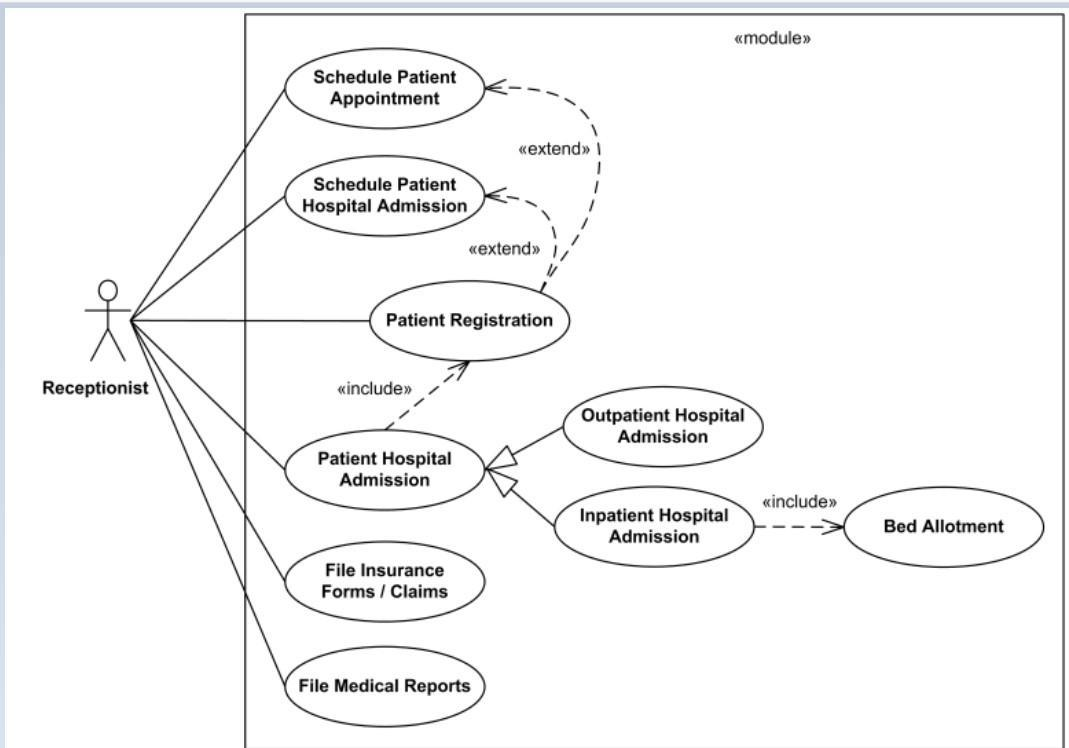 «module»
Schedule Patient
Appointment
«extend»
Schedule Patient
Hospital Admission
«extend»
Patient Registration
Receptionist
«include»
Outpatient Hospital
Admission
Patient Hospital
Admission
«include»
Inpatient Hospital
Admission
Bed Allotment
File Insurance
Forms / Claims
File Medical Reports